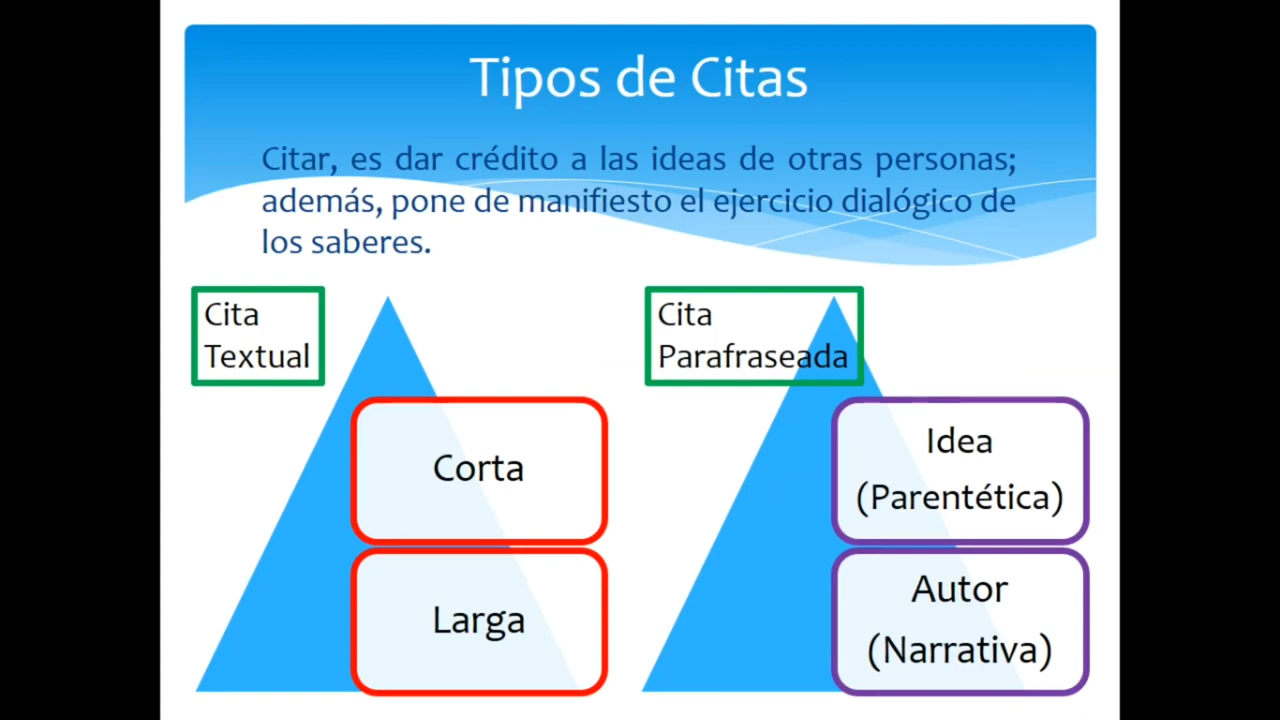 Tipos de Citas
Citar, es dar crédito a las ideas de otras personas;
además, pone de manifiesto el ejercicio dialógico de
los saberes.
Cita
Textual
Corta
Larga
Cita
Parafraseada
Idea
(Parentética)
Autor
(Narrativa)